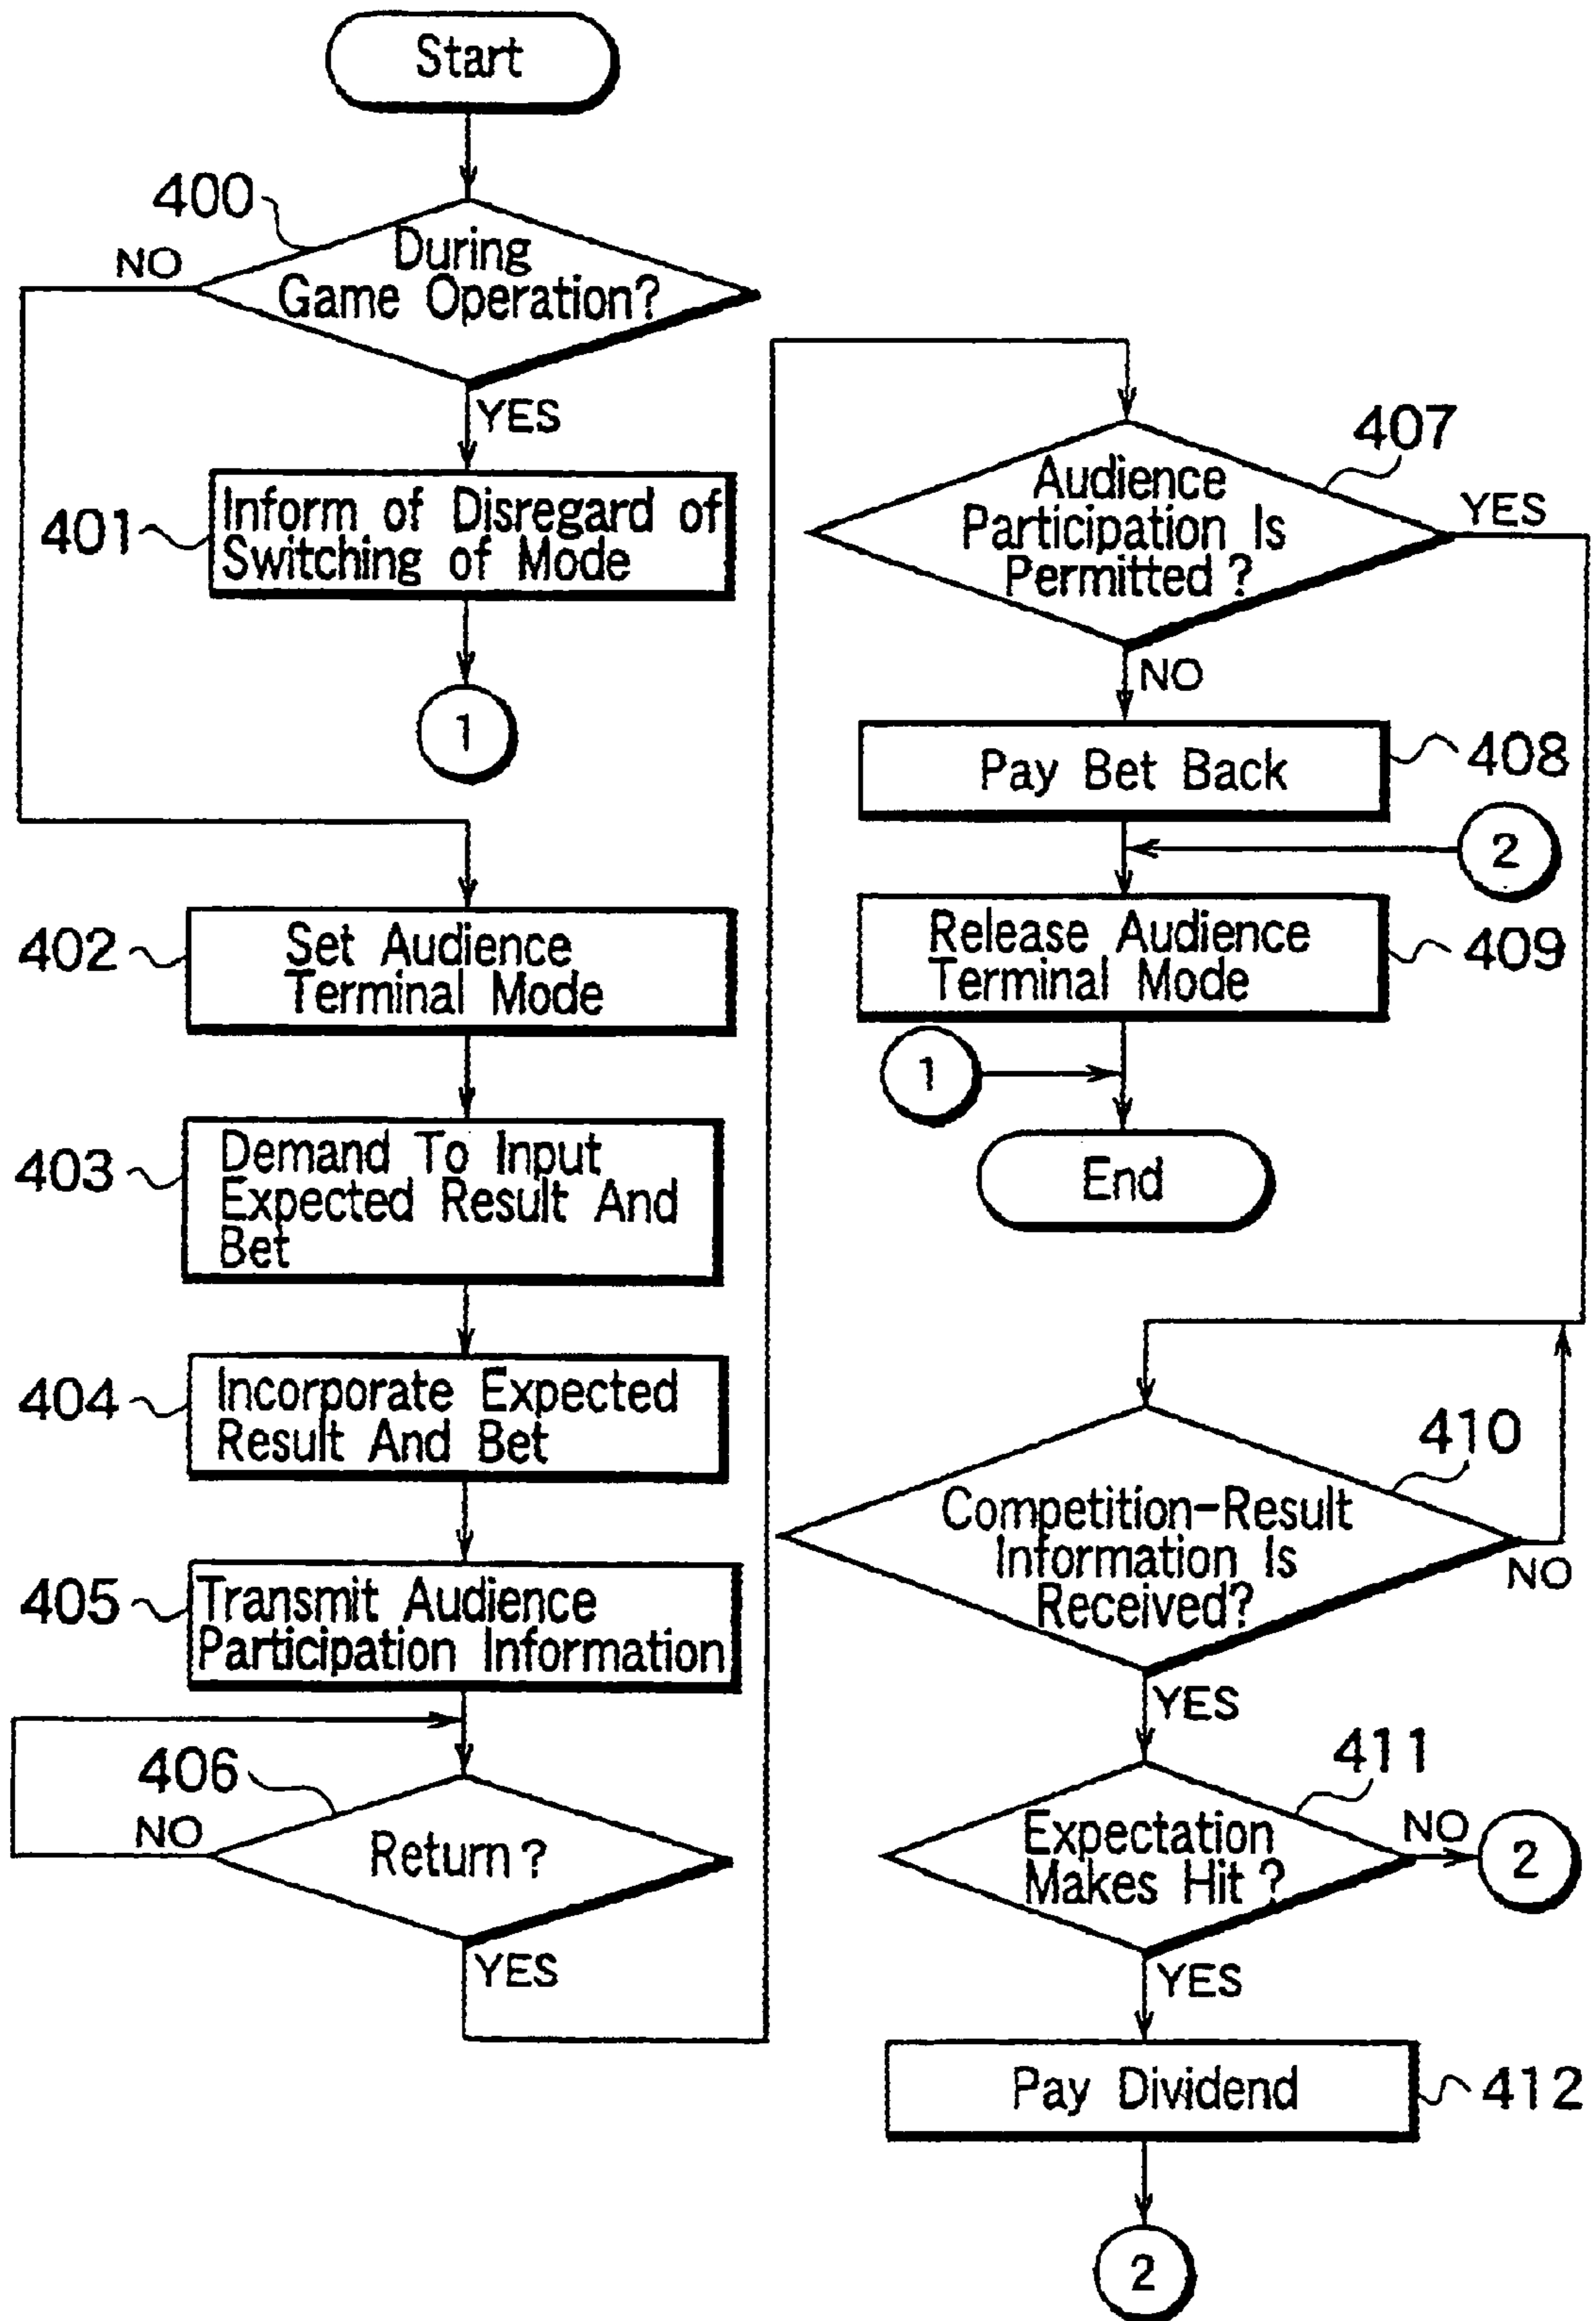 Start
400
NO
During
Game Operation?
YES
401
Inform of Disregard of
Switching of Mode
1
402
Set Audience
Terminal Mode
403
Demand To Input
Expected Result And
Bet
404
Incorporate Expected
Result And Bet
405
Transmit Audience
Participation Information
406
NO
Return?
YES
407
Audience
Participation Is
Permitted?
YES
NO
Pay Bet Back
408
2
Release Audience
Terminal Mode
409
1
End
410
Competition-Result
Information Is
Received?
NO
YES
411
Expectation
Makes Hit?
NO
2
YES
Pay Dividend
412
2